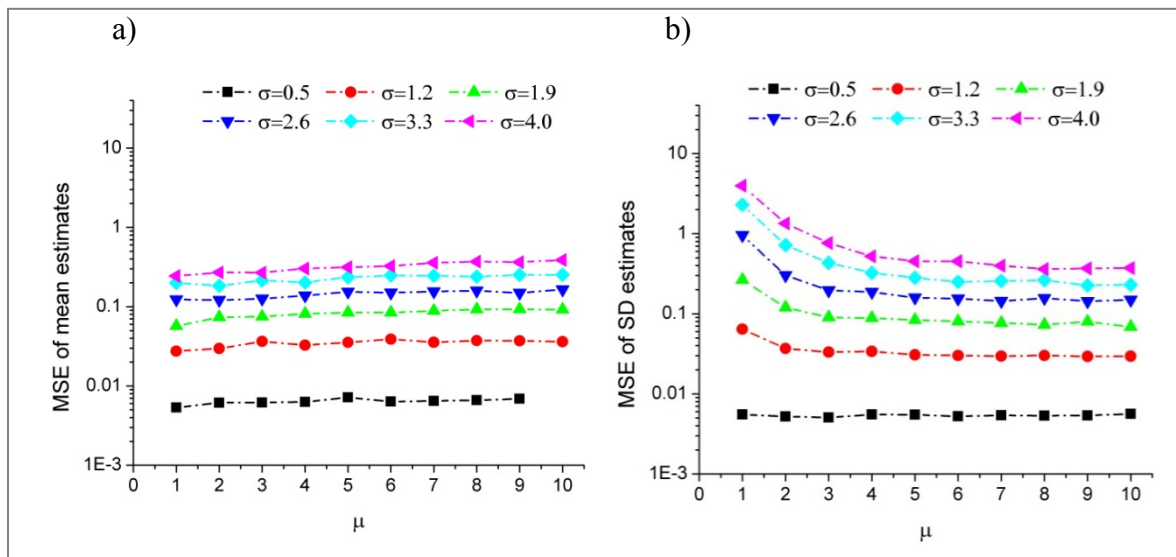 a)
σ=0.5 σ=1.2 σ=1.9
σ=2.6 σ=3.3 σ=4.0
MSE of mean estimates
10
1
0.1
0.01
1E-3
0 1 2 3 4 5 6 7 8 9 10
μ
b)
σ=0.5 σ=1.2 σ=1.9
σ=2.6 σ=3.3 σ=4.0
MSE of SD estimates
10
1
0.1
0.01
1E-3
0 1 2 3 4 5 6 7 8 9 10
μ